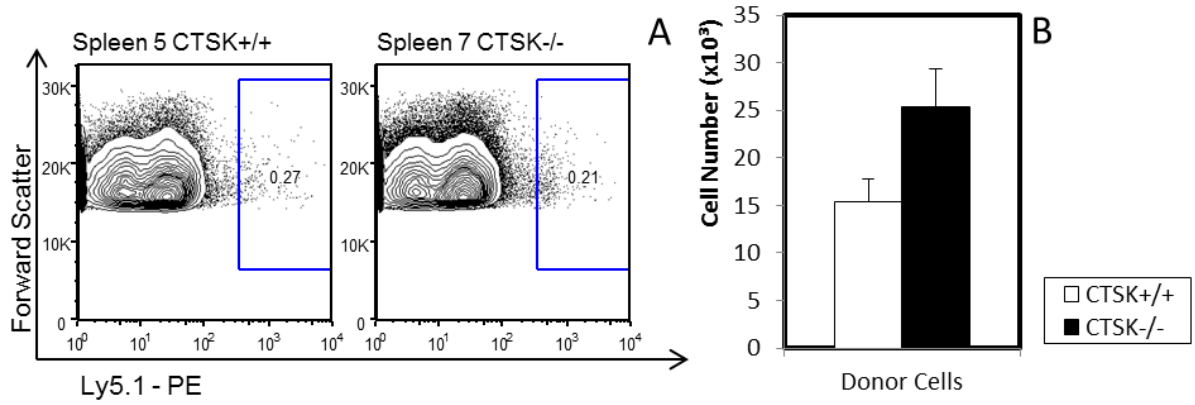 Spleen 5 CTSK+/+
Spleen 7 CTSK-/-
A
Forward Scatter
30K
20K
10K
0
0.27
10⁰ 10¹ 10² 10³ 10⁴
30K
20K
10K
0
0.21
10⁰ 10¹ 10² 10³ 10⁴
Ly5.1 - PE
B
Cell Number (x10³)
35
30
25
20
15
10
5
0
Donor Cells
CTSK+/+
CTSK-/-